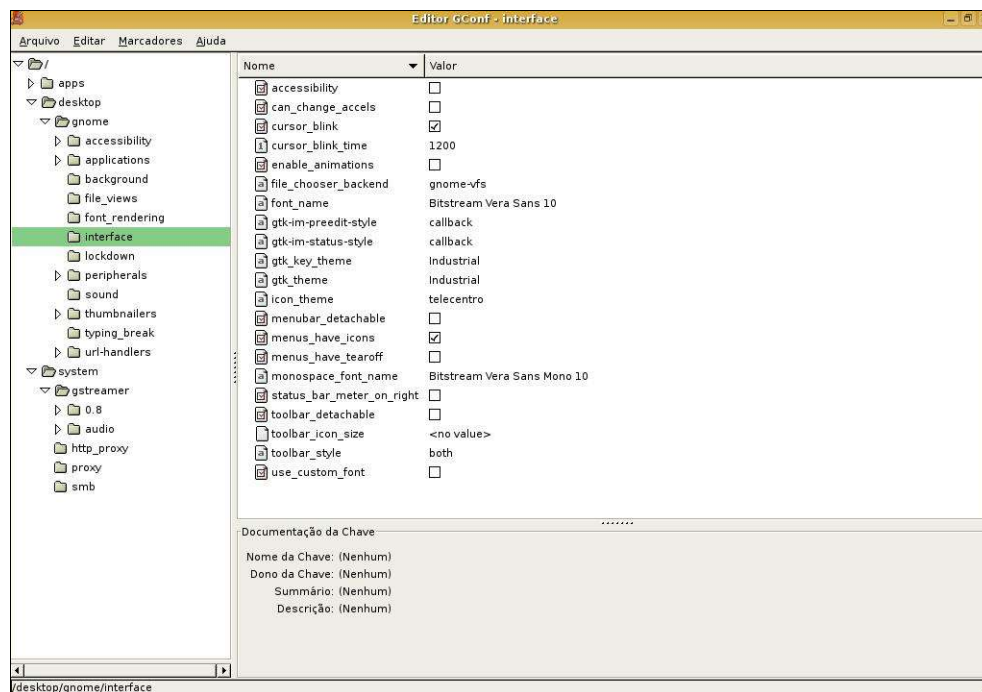 Editor GConf - interface
Arquivo Editar Marcadores Ajuda
/
apps
desktop
gnome
accessibility
applications
background
file_views
font_rendering
interface
lockdown
peripherals
sound
thumbnailers
typing_break
url-handlers
system
gstreamer
0.8
audio
http_proxy
proxy
smb
Nome Valor
accessibility
can_change_accels
cursor_blink
cursor_blink_time 1200
enable_animations
file_chooser_backend gnome-vfs
font_name Bitstream Vera Sans 10
gtk-im-preedit-style callback
gtk-im-status-style callback
gtk_key_theme Industrial
gtk_theme Industrial
icon_theme telecentro
menubar_detachable
menus_have_icons
menus_have_tearoff
monospace_font_name Bitstream Vera Sans Mono 10
status_bar_meter_on_right
toolbar_detachable
toolbar_icon_size <no value>
toolbar_style both
use_custom_font
Documentação da Chave
Nome da Chave: (Nenhum)
Dono da Chave: (Nenhum)
Summário: (Nenhum)
Descrição: (Nenhum)
/desktop/gnome/interface